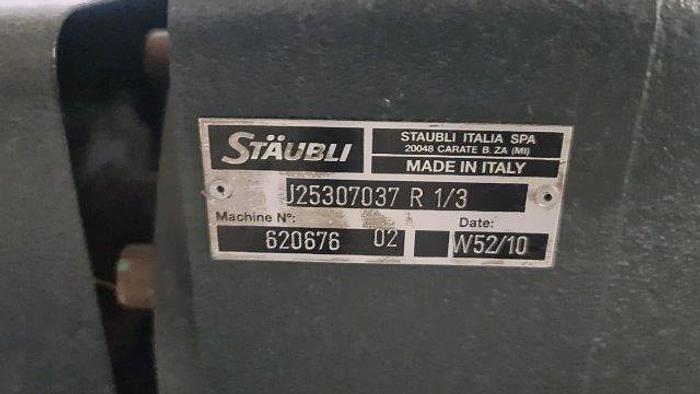 STÄUBLI
STAUBLI ITALIA SPA
20048 CARATE B. ZA (MI)
MADE IN ITALY
J25307037 R 1/3
Machine Nº: Date:
620676 02 W52/10